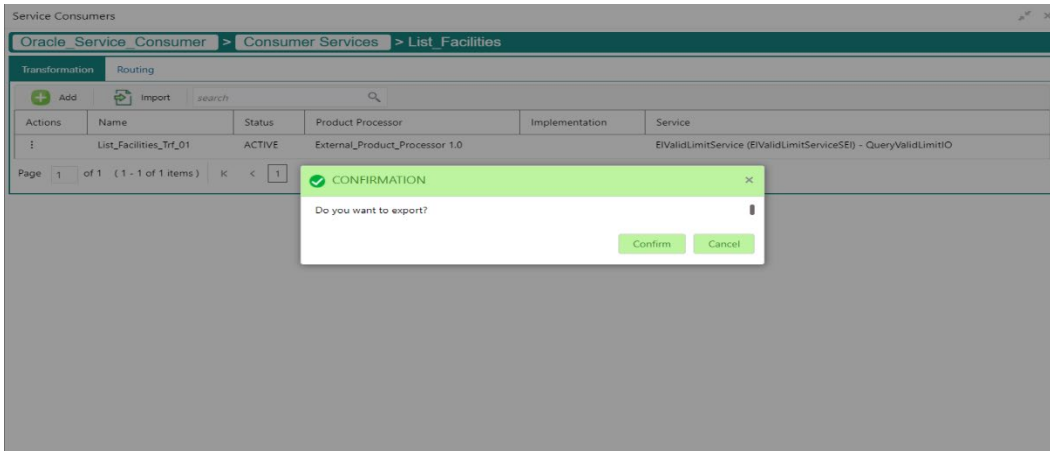 Service Consumers
Oracle_Service_Consumer > Consumer Services > List_Facilities
Transformation Routing
Add Import search
Actions Name Status Product Processor Implementation Service
List_Facilities_Trf_01 ACTIVE External_Product_Processor 1.0 EIValidLimitService (EIValidLimitServiceSEI) - QueryValidLimitIO
Page 1 of 1 (1 - 1 of 1 items) K < 1
CONFIRMATION
Do you want to export?
Confirm Cancel